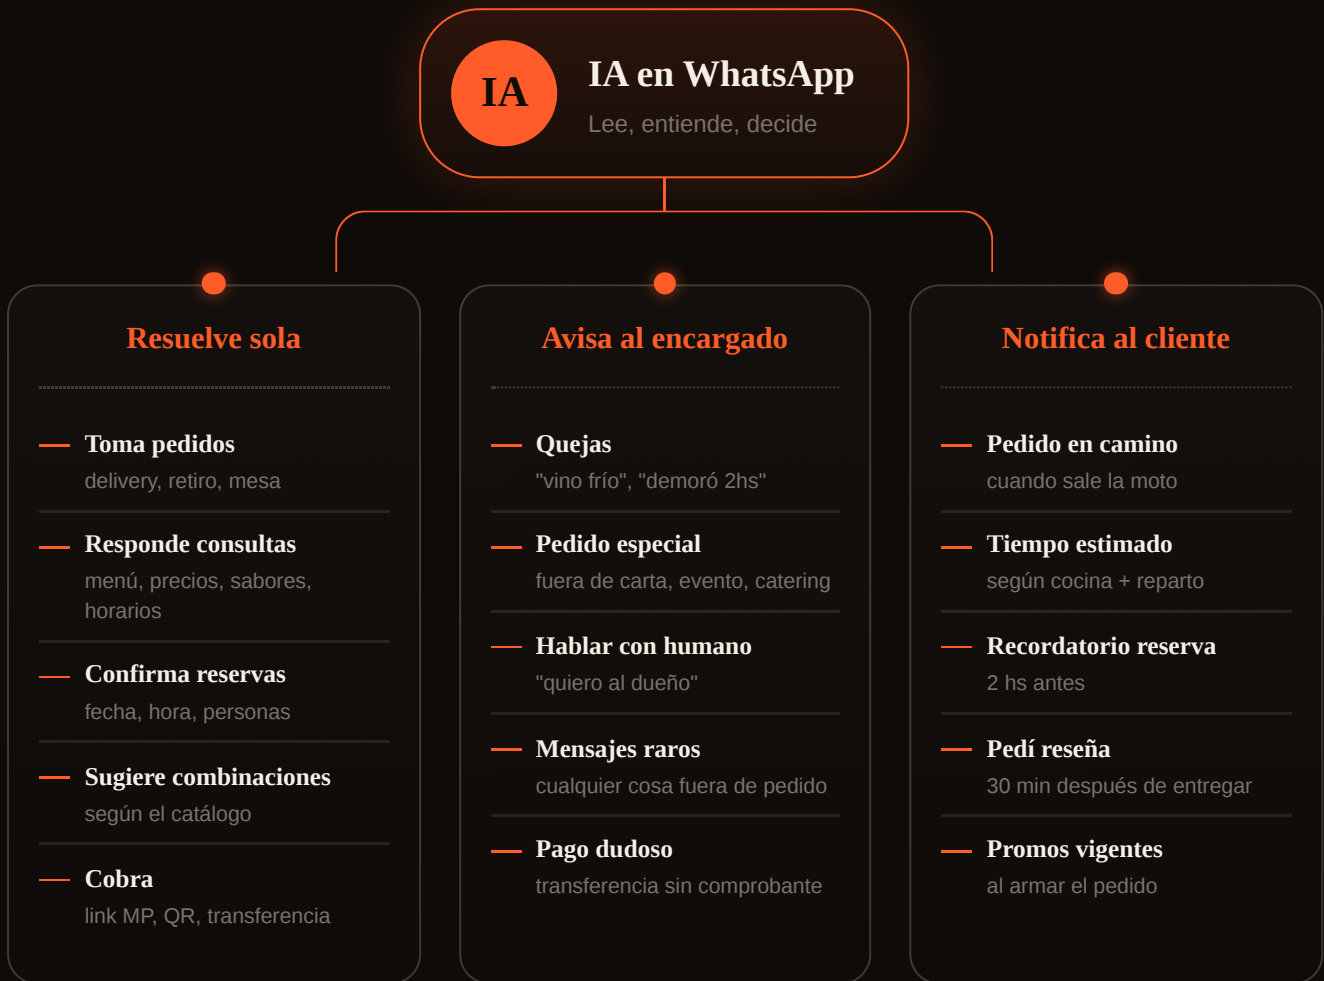 IA
IA en WhatsApp
Lee, entiende, decide
Resuelve sola
Toma pedidos
delivery, retiro, mesa
Responde consultas
menú, precios, sabores,
horarios
Confirma reservas
fecha, hora, personas
Sugiere combinaciones
según el catálogo
Cobra
link MP, QR, transferencia
Avisa al encargado
Quejas
"vino frío", "demoró 2hs"
Pedido especial
fuera de carta, evento, catering
Hablar con humano
"quiero al dueño"
Mensajes raros
cualquier cosa fuera de pedido
Pago dudoso
transferencia sin comprobante
Notifica al cliente
Pedido en camino
cuando sale la moto
Tiempo estimado
según cocina + reparto
Recordatorio reserva
2 hs antes
Pedí reseña
30 min después de entregar
Promos vigentes
al armar el pedido